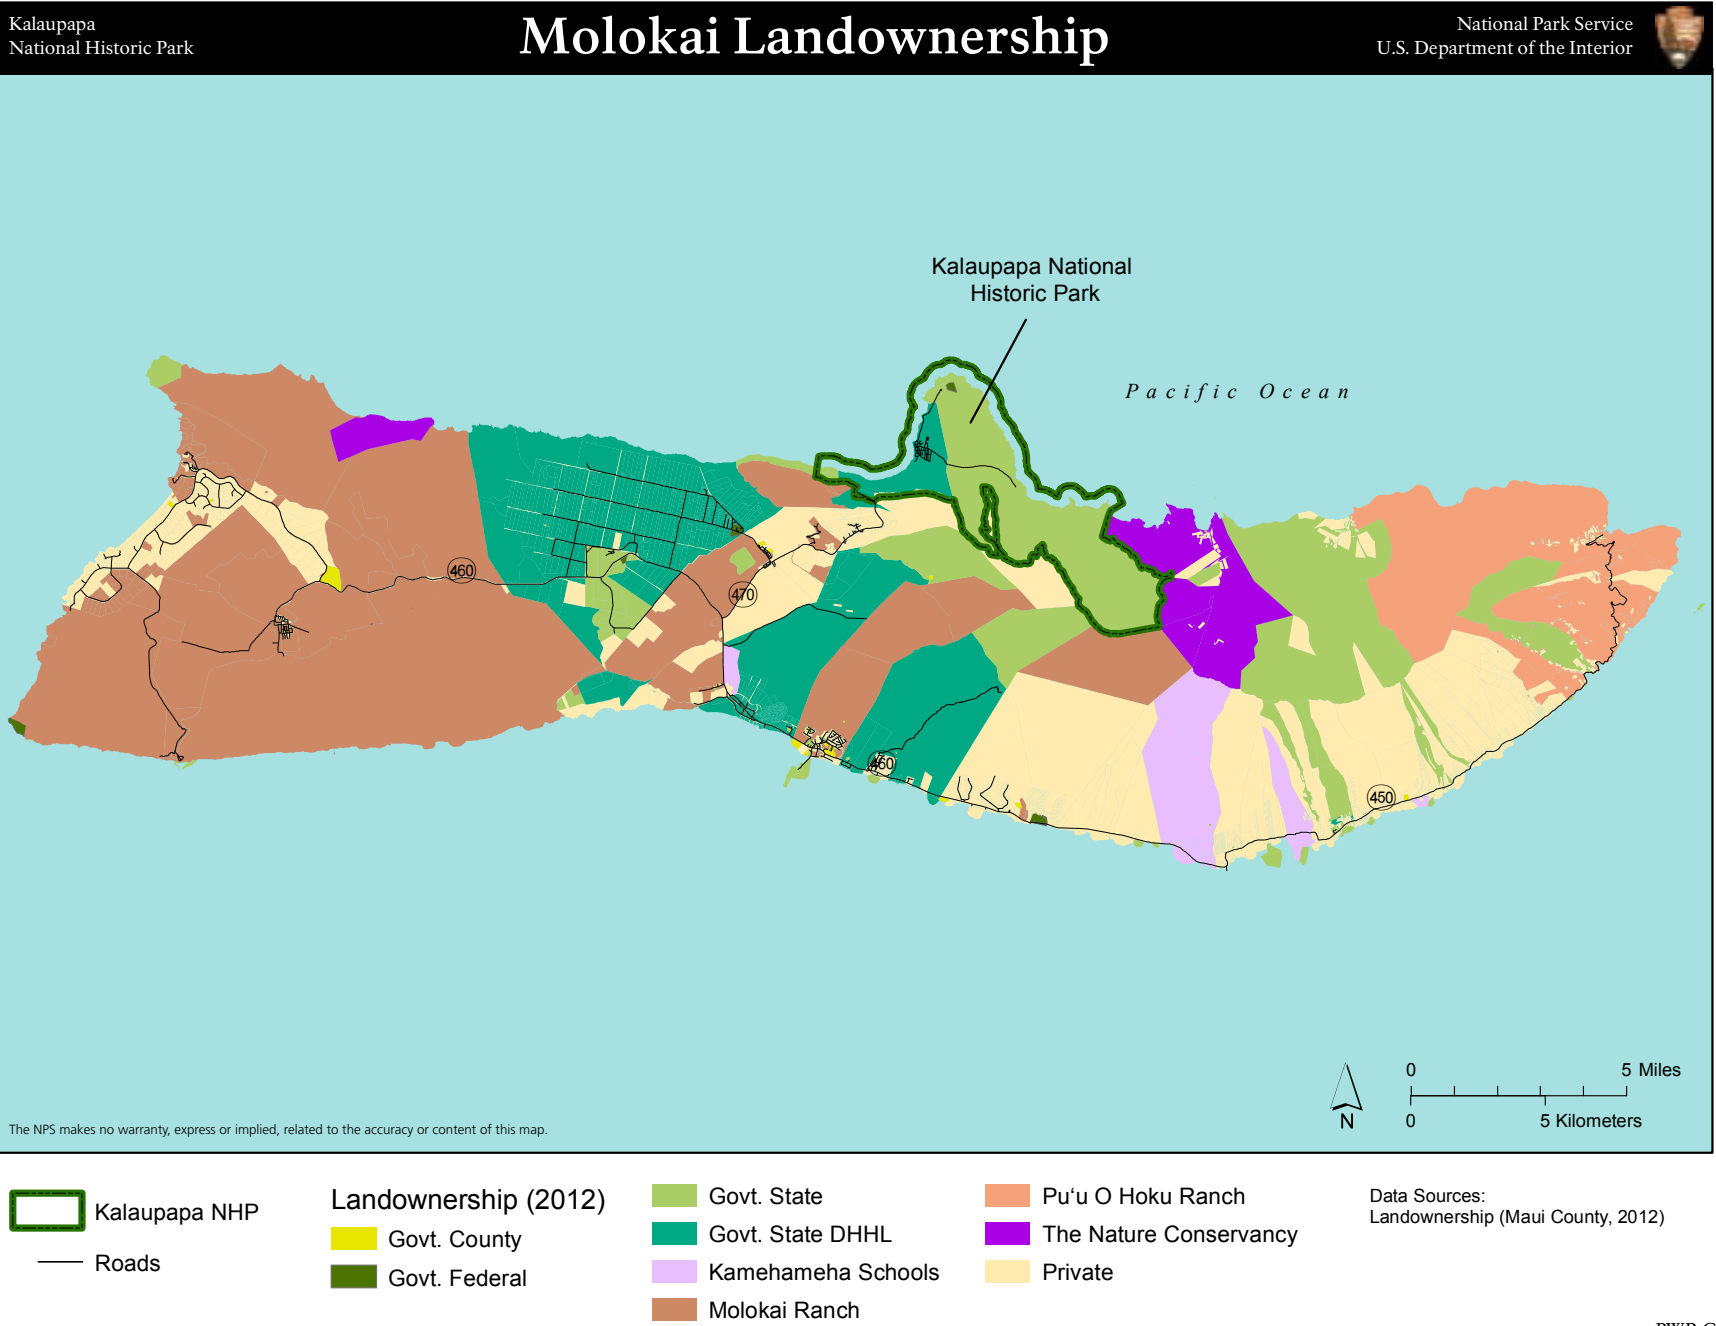 Kalaupapa
National Historic Park
Molokai Landownership
National Park Service
U.S. Department of the Interior
Kalaupapa National
Historic Park
Pacific Ocean
460
470
460
450
0 5 Miles
0 5 Kilometers
N
The NPS makes no warranty, express or implied, related to the accuracy or content of this map.
Kalaupapa NHP
Roads
Landownership (2012)
Govt. County
Govt. Federal
Govt. State
Govt. State DHHL
Kamehameha Schools
Molokai Ranch
Pu‘u O Hoku Ranch
The Nature Conservancy
Private
Data Sources:
Landownership (Maui County, 2012)